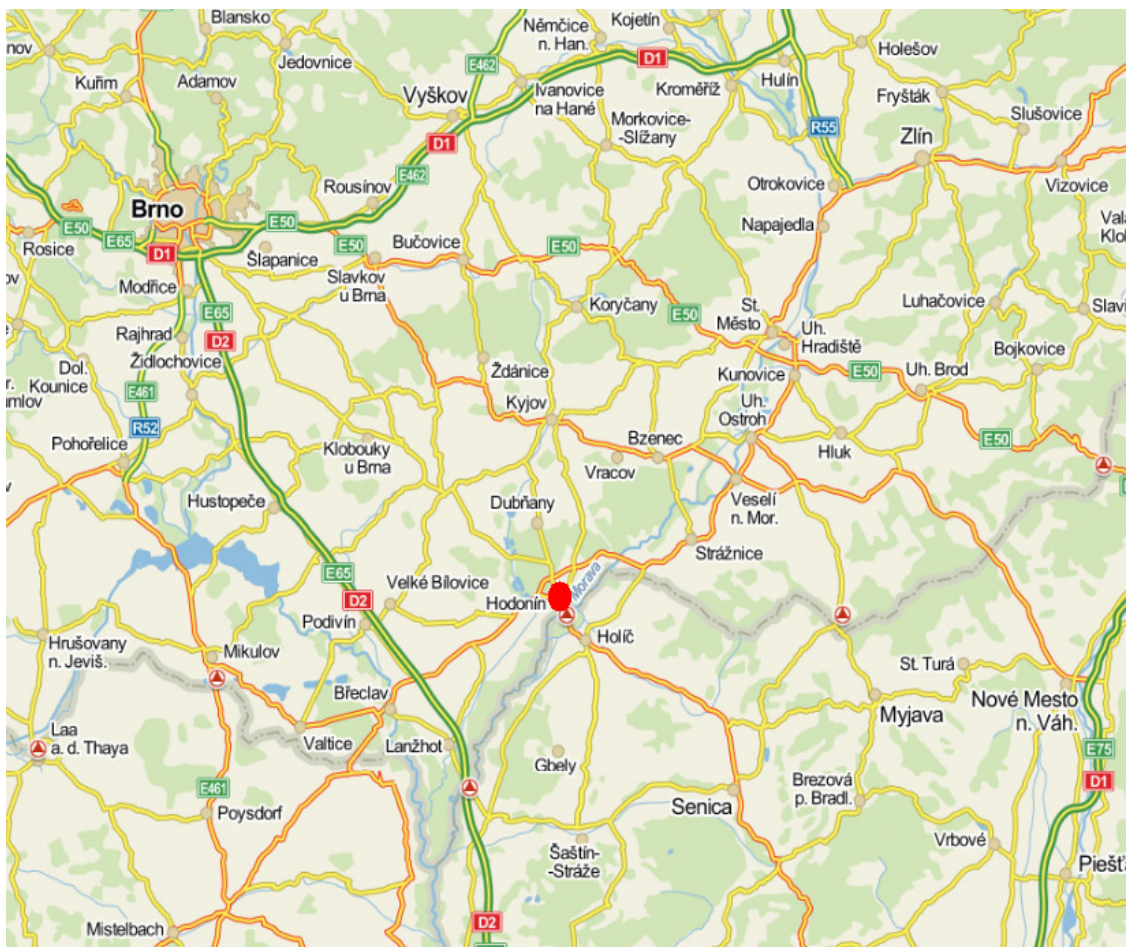 Blansko
Němčice
n. Han.
Kojetín
Jedovnice
E462
D1
Holešov
Kuřim
Adamov
Vyškov
Ivanovice
na Hané
Kroměříž
Hulín
Fryšták
Slušovice
Morkovice-
-Slížany
R55
Zlín
D1
E462
Rousínov
Otrokovice
Vizovice
Brno
E50
E50
E65
D1
Rosice
Šlapanice
E50
Bučovice
E50
Napajedla
Slavkov
u Brna
Modřice
E65
Koryčany
E50
St.
Město
Luhačovice
Rajhrad
D2
Uh.
Hradiště
Židlochovice
Dol.
Kounice
Ždánice
Kunovice
E50
Bojkovice
Uh. Brod
E461
R52
Kyjov
Uh.
Ostroh
Pohořelice
Klobouky
u Brna
Bzenec
Vracov
Hluk
E50
Hustopeče
Dubňany
Veselí
n. Mor.
Strážnice
E65
D2
Velké Bílovice
Hodonín
Morava
Podivín
Holíč
Hrušovany
n. Jeviš.
Mikulov
St. Turá
Břeclav
Myjava
Nové Mesto
n. Váh.
Laa
a. d. Thaya
Valtice
Lanžhot
Gbely
E75
D1
E461
Poysdorf
Senica
Brezová
p. Bradl.
Vrbové
Šaštín-
-Stráže
Mistelbach
D2